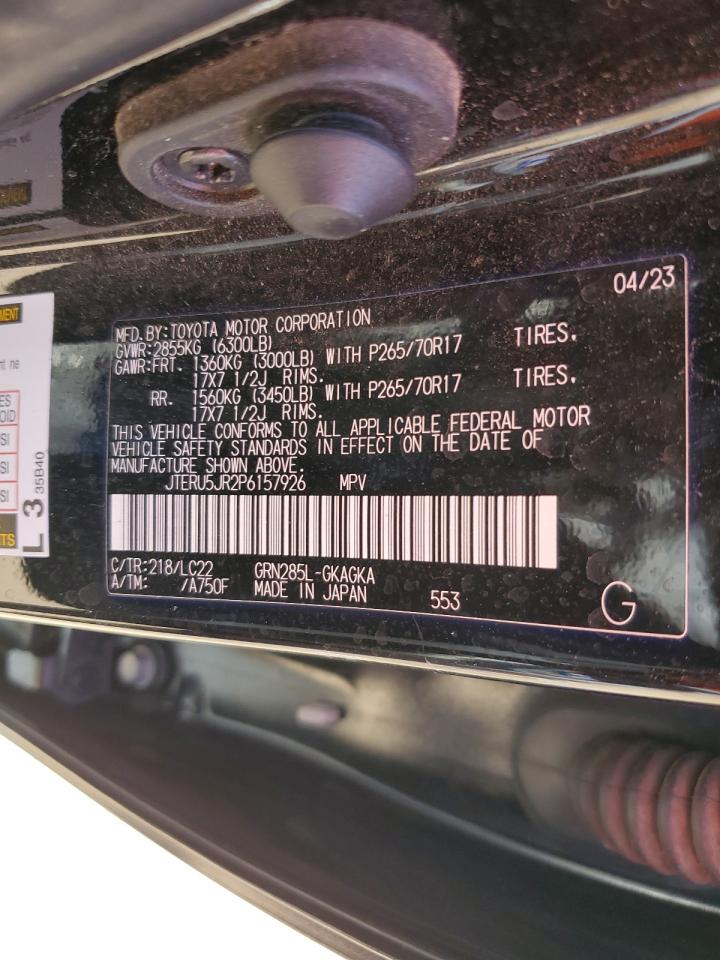 04/23
MFD.BY:TOYOTA MOTOR CORPORATION
GVWR:2855KG (6300LB)
GAWR:FRT. 1360KG (3000LB) WITH P265/70R17 TIRES.
17X7 1/2J RIMS.
RR. 1560KG (3450LB) WITH P265/70R17 TIRES.
17X7 1/2J RIMS.
THIS VEHICLE CONFORMS TO ALL APPLICABLE FEDERAL MOTOR
VEHICLE SAFETY STANDARDS IN EFFECT ON THE DATE OF
MANUFACTURE SHOWN ABOVE.
JTERU5JR2P6157926 MPV
C/TR:218/LC22 GRN285L-GKAGKA
A/TM: /A750F MADE IN JAPAN 553
G
L 3
35B40